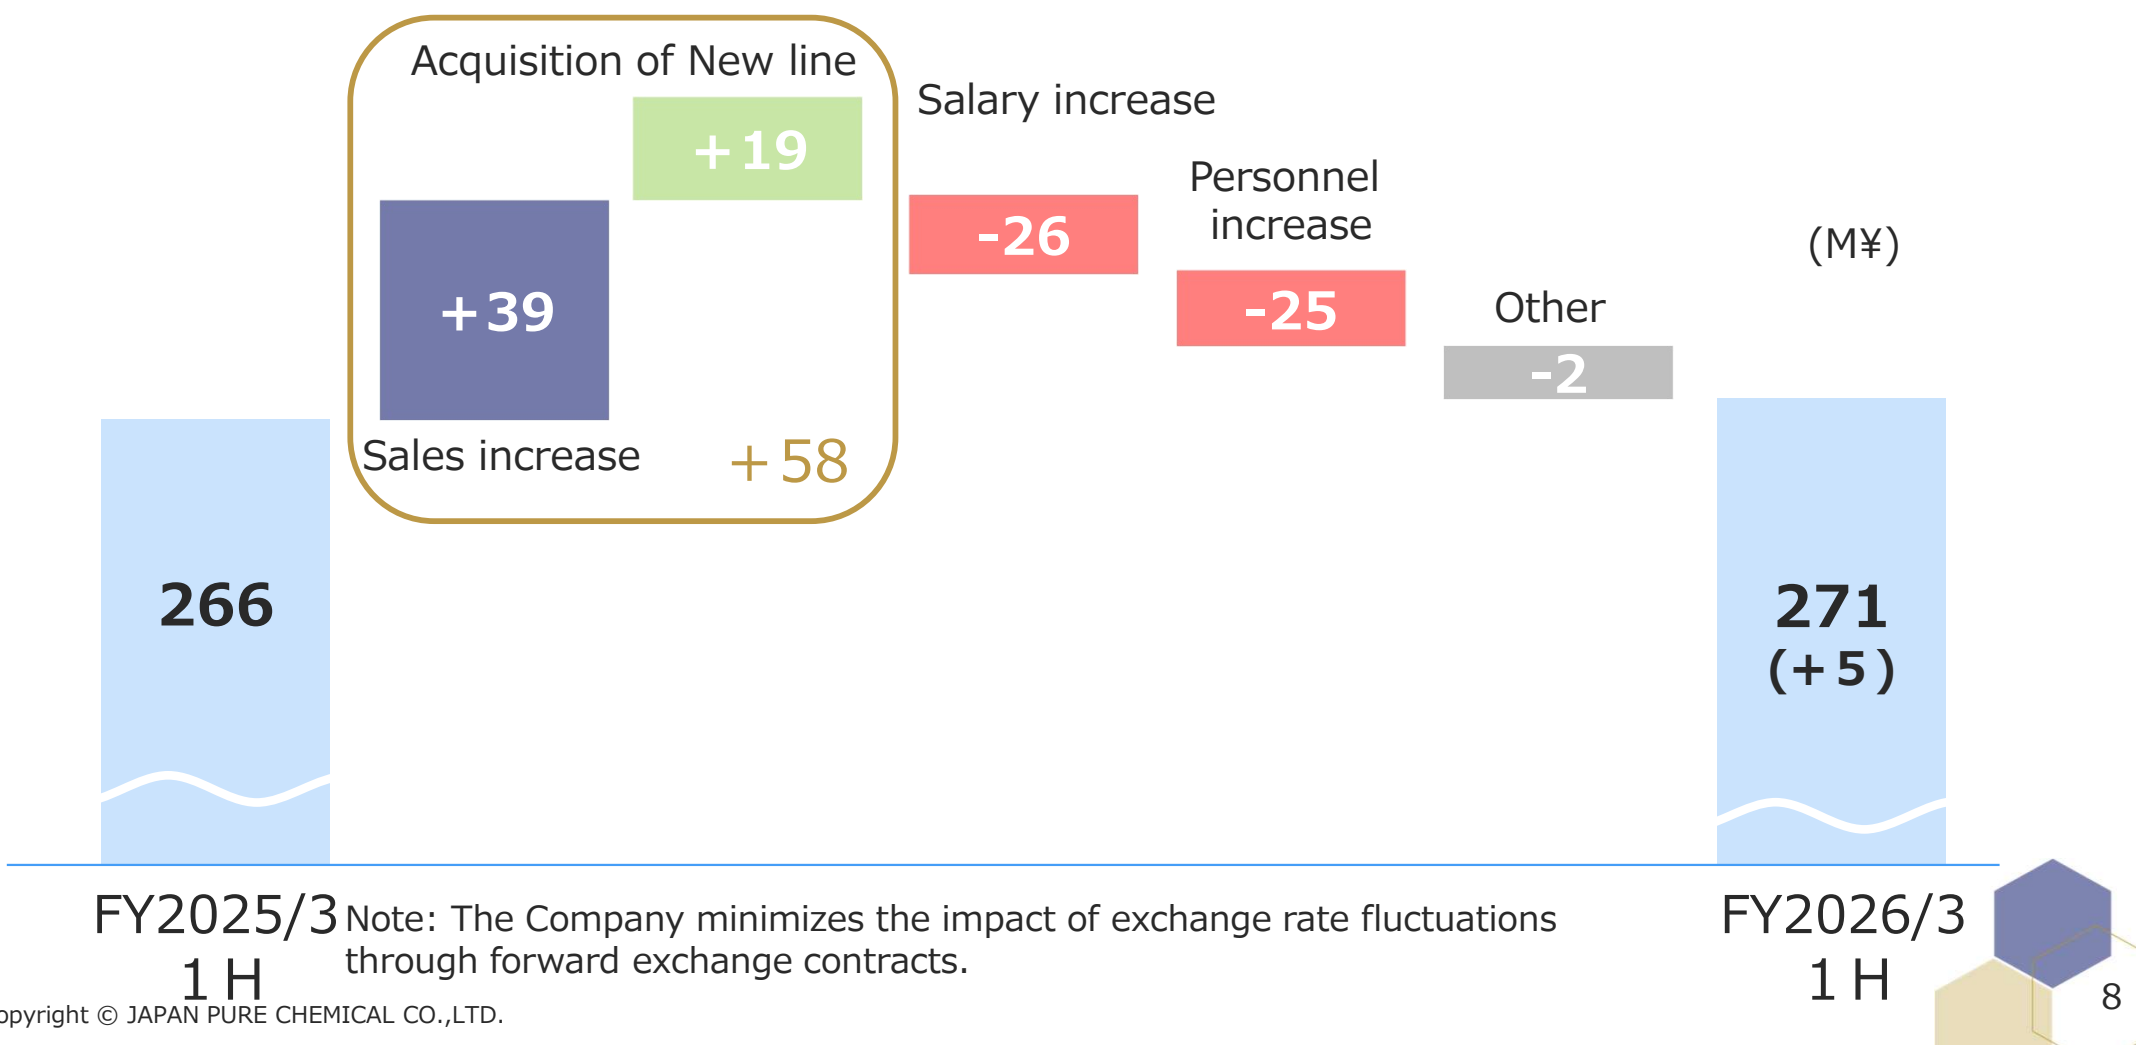 Acquisition of New line
+19
+39
Sales increase
+58
Salary increase
-26
Personnel
increase
-25
Other
-2
(M¥)
266
271
(+5)
FY2025/3
1H
Note: The Company minimizes the impact of exchange rate fluctuations
through forward exchange contracts.
FY2026/3
1H
opyright © JAPAN PURE CHEMICAL CO.,LTD.
8